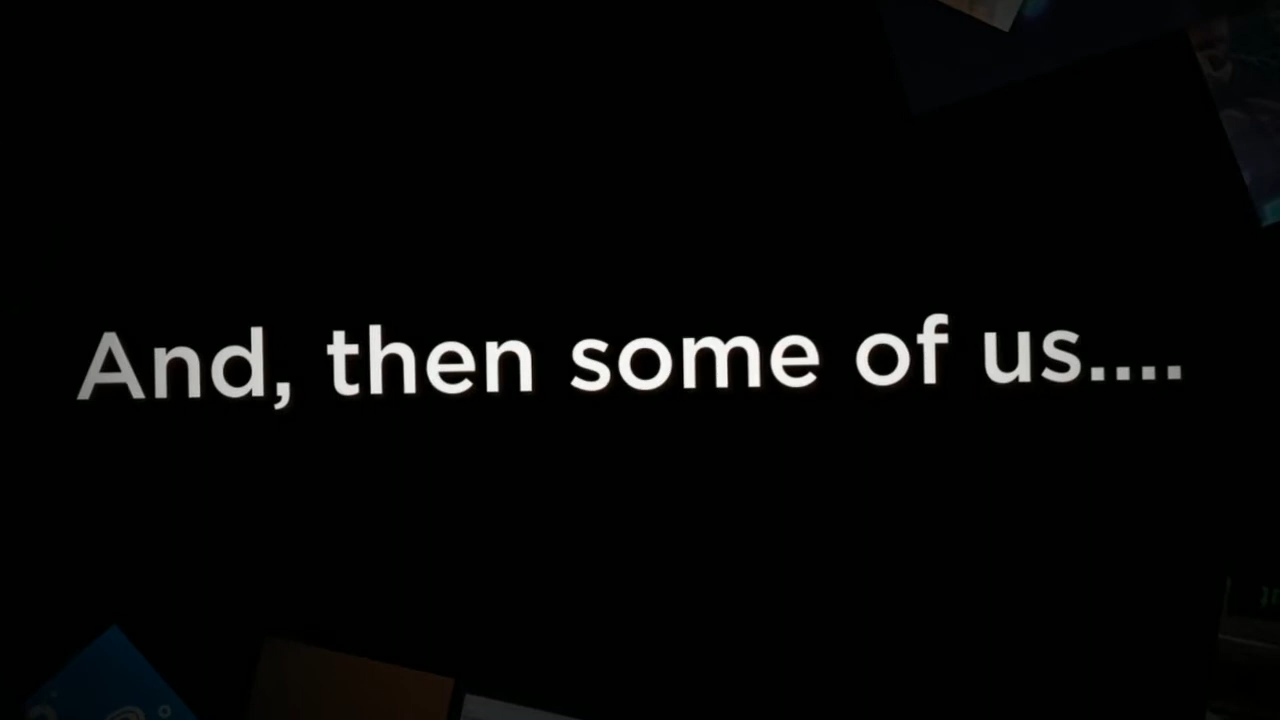 And, then some of us....